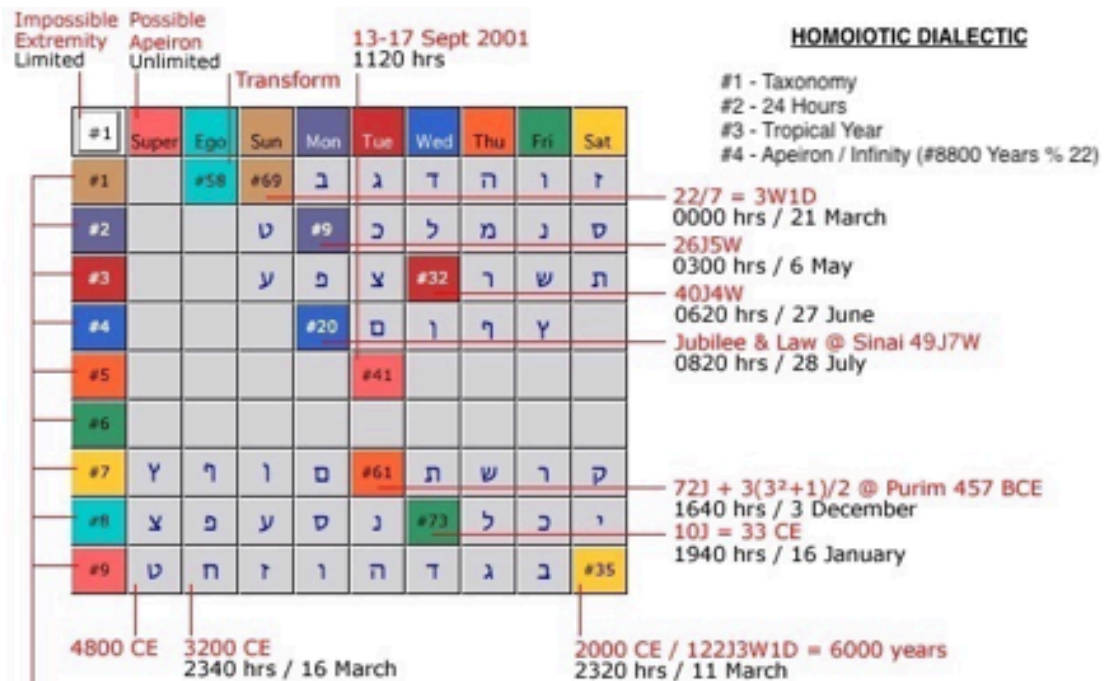 Impossible Possible
Extremity Apeiron
Limited Unlimited
13-17 Sept 2001
1120 hrs
Transform
HOMOIOTIC DIALECTIC
#1 - Taxonomy
#2 - 24 Hours
#3 - Tropical Year
#4 - Apeiron / Infinity (#8800 Years % 22)
#1 Super Ego Sun Mon Tue Wed Thu Fri Sat
#1 #58 #69 ב ג ד ה ו ז
#2 ט #9 כ ל מ נ ס
#3 ע פ צ #32 ר ש ת
#4 #20 ם ן ף ץ
#5 #41
#6
#7 ץ ף ן ם #61 ת ש ר ק
#8 צ פ ע ס נ #73 ל כ י
#9 ט ח ז ו ה ד ג ב #35
22/7 = 3W1D
0000 hrs / 21 March
26J5W
0300 hrs / 6 May
40J4W
0620 hrs / 27 June
Jubilee & Law @ Sinai 49J7W
0820 hrs / 28 July
72J + 3(3²+1)/2 @ Purim 457 BCE
1640 hrs / 3 December
10J = 33 CE
1940 hrs / 16 January
4800 CE
3200 CE
2340 hrs / 16 March
2000 CE / 122J3W1D = 6000 years
2320 hrs / 11 March